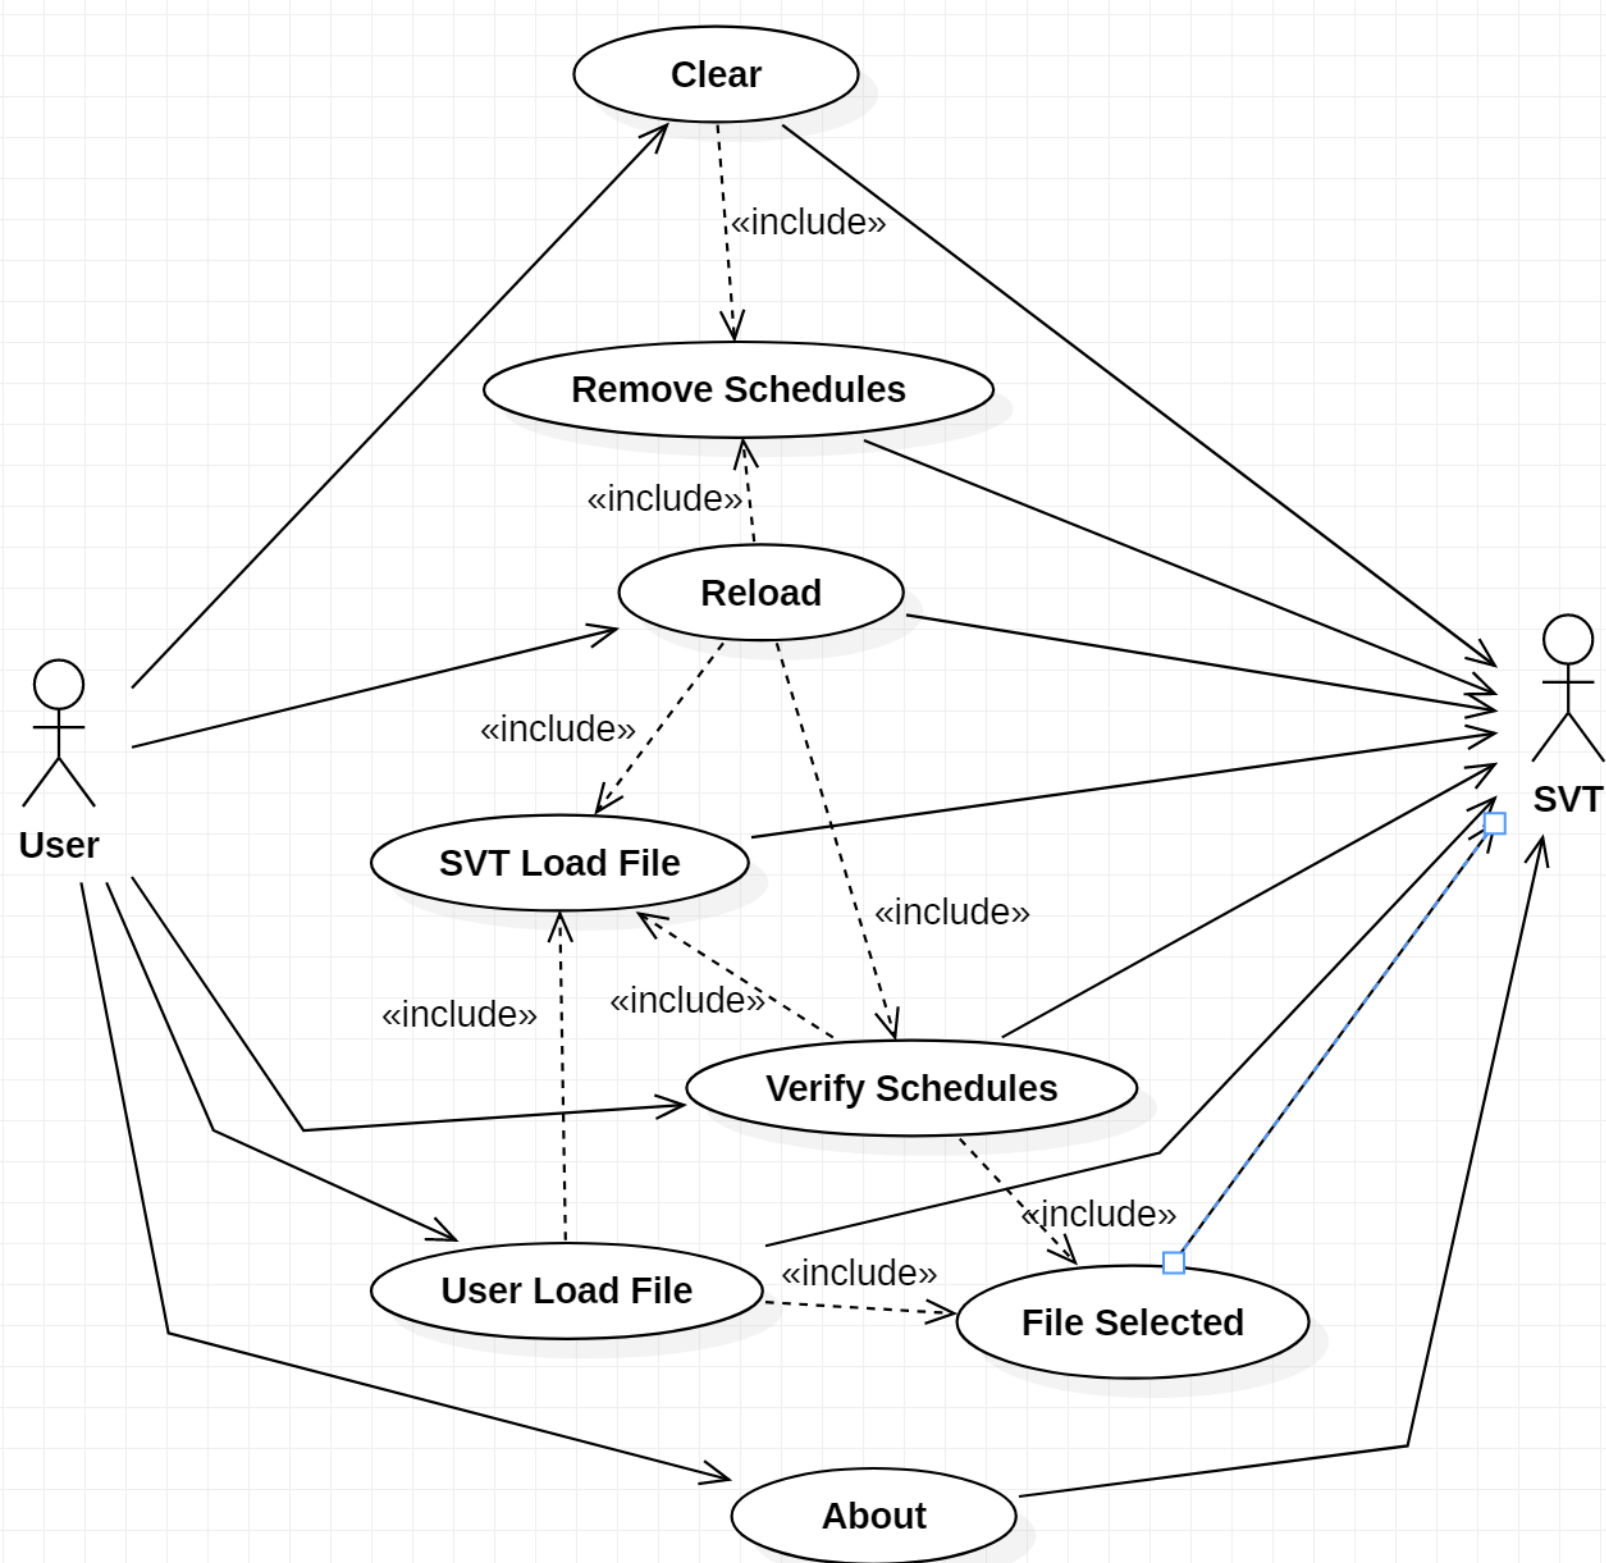 Clear
«include»
Remove Schedules
«include»
Reload
«include»
SVT
User
SVT Load File
«include»
«include»
«include»
Verify Schedules
«include»
«include»
User Load File
File Selected
About